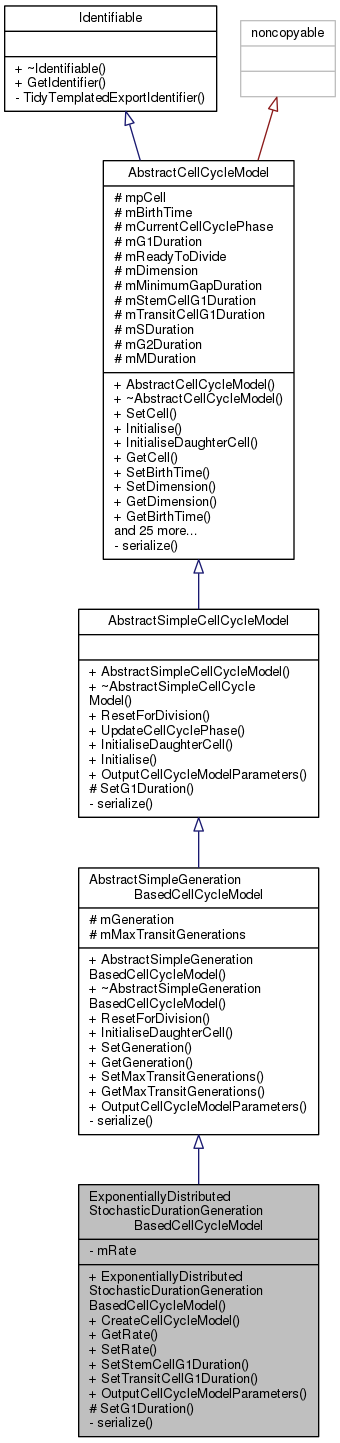 Identifiable
+ ~Identifiable()
+ GetIdentifier()
- TidyTemplatedExportIdentifier()
noncopyable
AbstractCellCycleModel
# mpCell
# mBirthTime
# mCurrentCellCyclePhase
# mG1Duration
# mReadyToDivide
# mDimension
# mMinimumGapDuration
# mStemCellG1Duration
# mTransitCellG1Duration
# mSDuration
# mG2Duration
# mMDuration
+ AbstractCellCycleModel()
+ ~AbstractCellCycleModel()
+ SetCell()
+ Initialise()
+ InitialiseDaughterCell()
+ GetCell()
+ SetBirthTime()
+ SetDimension()
+ GetDimension()
+ GetBirthTime()
and 25 more...
- serialize()
AbstractSimpleCellCycleModel
+ AbstractSimpleCellCycleModel()
+ ~AbstractSimpleCellCycle
Model()
+ ResetForDivision()
+ UpdateCellCyclePhase()
+ InitialiseDaughterCell()
+ Initialise()
+ OutputCellCycleModelParameters()
# SetG1Duration()
- serialize()
AbstractSimpleGeneration
BasedCellCycleModel
# mGeneration
# mMaxTransitGenerations
+ AbstractSimpleGeneration
BasedCellCycleModel()
+ ~AbstractSimpleGeneration
BasedCellCycleModel()
+ ResetForDivision()
+ InitialiseDaughterCell()
+ SetGeneration()
+ GetGeneration()
+ SetMaxTransitGenerations()
+ GetMaxTransitGenerations()
+ OutputCellCycleModelParameters()
- serialize()
ExponentiallyDistributed
StochasticDurationGeneration
BasedCellCycleModel
- mRate
+ ExponentiallyDistributed
StochasticDurationGeneration
BasedCellCycleModel()
+ CreateCellCycleModel()
+ GetRate()
+ SetRate()
+ SetStemCellG1Duration()
+ SetTransitCellG1Duration()
+ OutputCellCycleModelParameters()
# SetG1Duration()
- serialize()